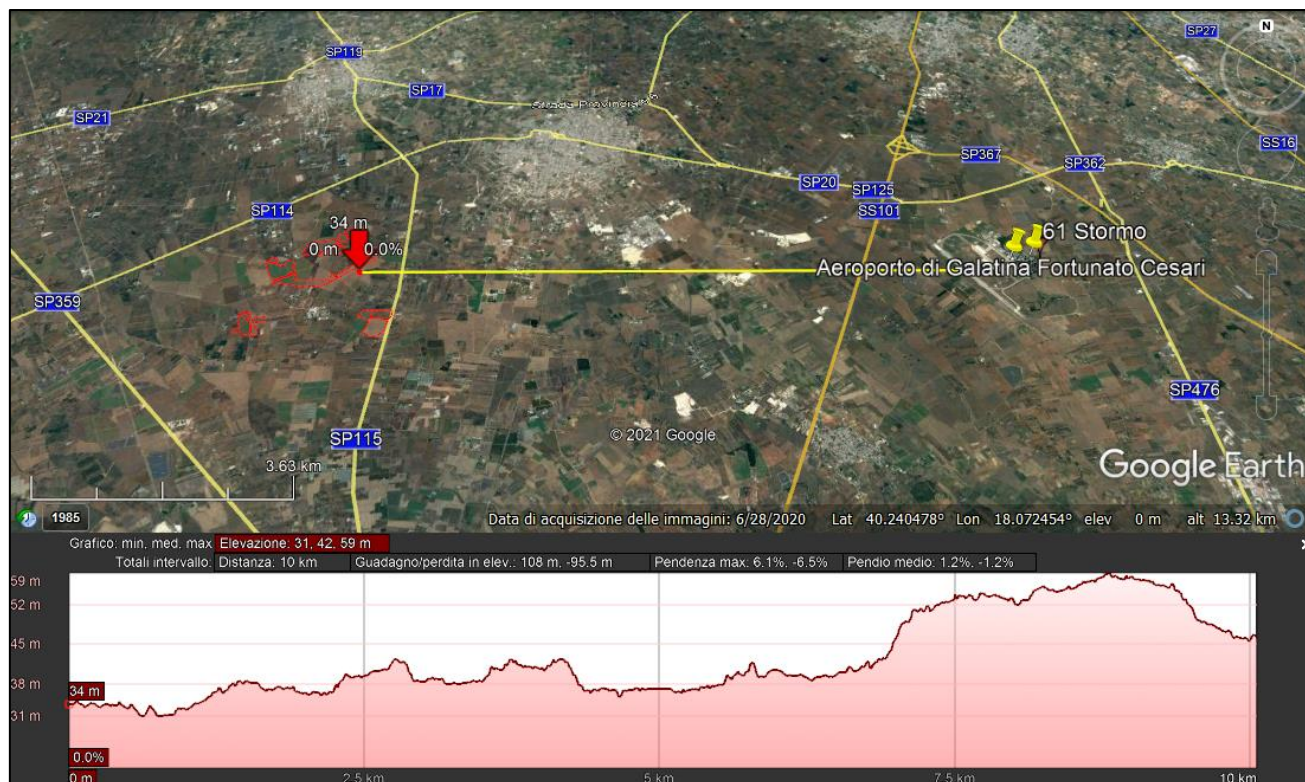 N
SP27
SP119
SP17
SP21
Strada Provincia
SS16
SP367
SP362
SP20
SP125
SS101
SP114
34 m
0 m 0.0%
61 Stormo
Aeroporto di Galatina Fortunato Cesari
SP359
SP476
SP115
© 2021 Google
3.63 km
Google Earth
1985
Data di acquisizione delle immagini: 6/28/2020 Lat 40.240478° Lon 18.072454° elev 0 m alt 13.32 km
Grafico: min. med. max Elevazione: 31, 42, 59 m
Totali intervallo: Distanza: 10 km Guadagno/perdita in elev.: 108 m. -95.5 m Pendenza max: 6.1%. -6.5% Pendio medio: 1.2%. -1.2%
59 m
52 m
45 m
38 m
34 m
31 m
0.0%
0 m 2.5 km 5 km 7.5 km 10 km